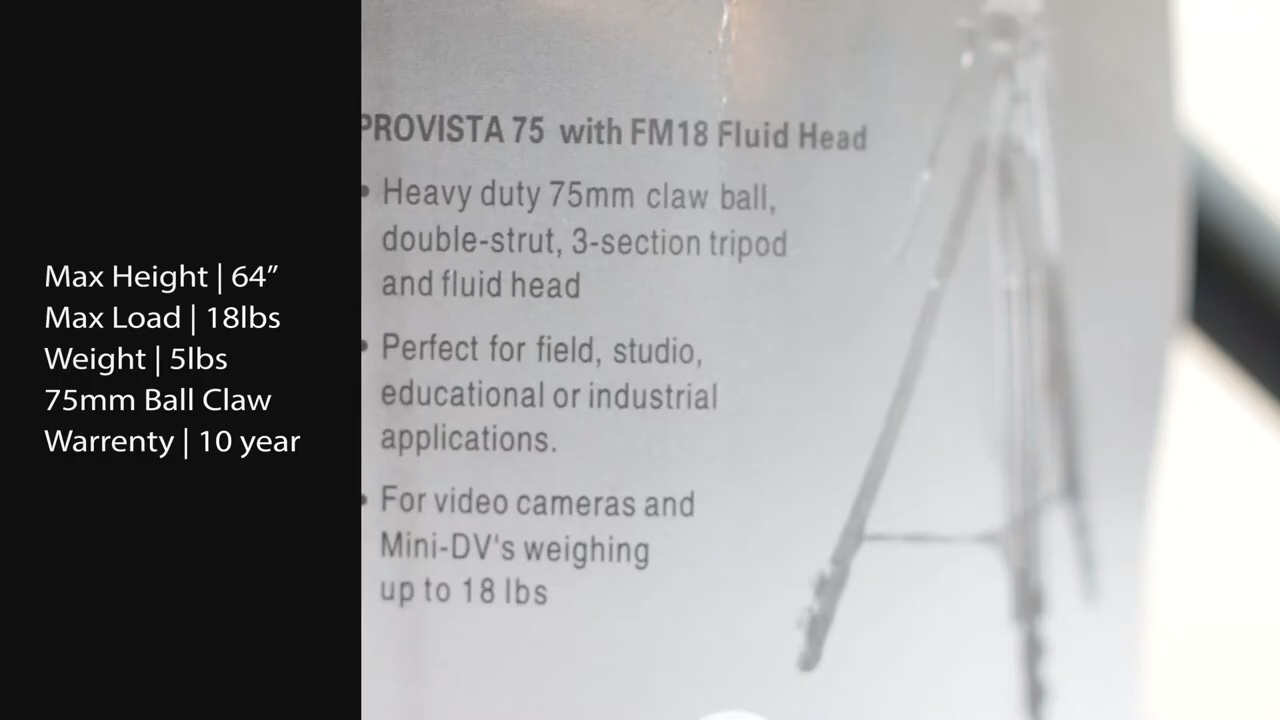 Max Height | 64”
Max Load | 18lbs
Weight | 5lbs
75mm Ball Claw
Warrenty | 10 year
PROVISTA 75 with FM18 Fluid Head
• Heavy duty 75mm claw ball,
double-strut, 3-section tripod
and fluid head
• Perfect for field, studio,
educational or industrial
applications.
• For video cameras and
Mini-DV's weighing
up to 18 lbs